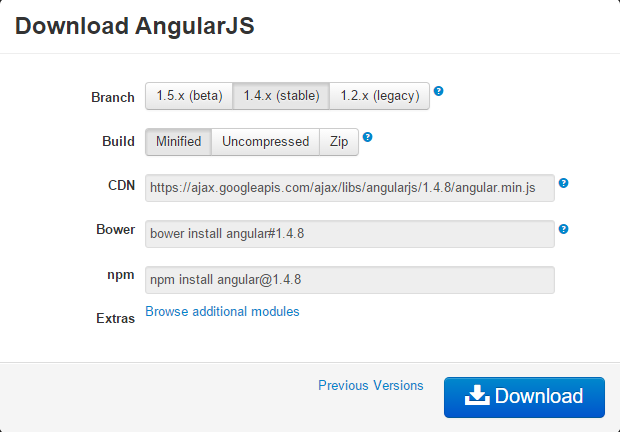 Download AngularJS
Branch 1.5.x (beta) 1.4.x (stable) 1.2.x (legacy) ?
Build Minified Uncompressed Zip ?
CDN https://ajax.googleapis.com/ajax/libs/angularjs/1.4.8/angular.min.js ?
Bower bower install angular#1.4.8 ?
npm npm install angular@1.4.8
Extras Browse additional modules
Previous Versions Download